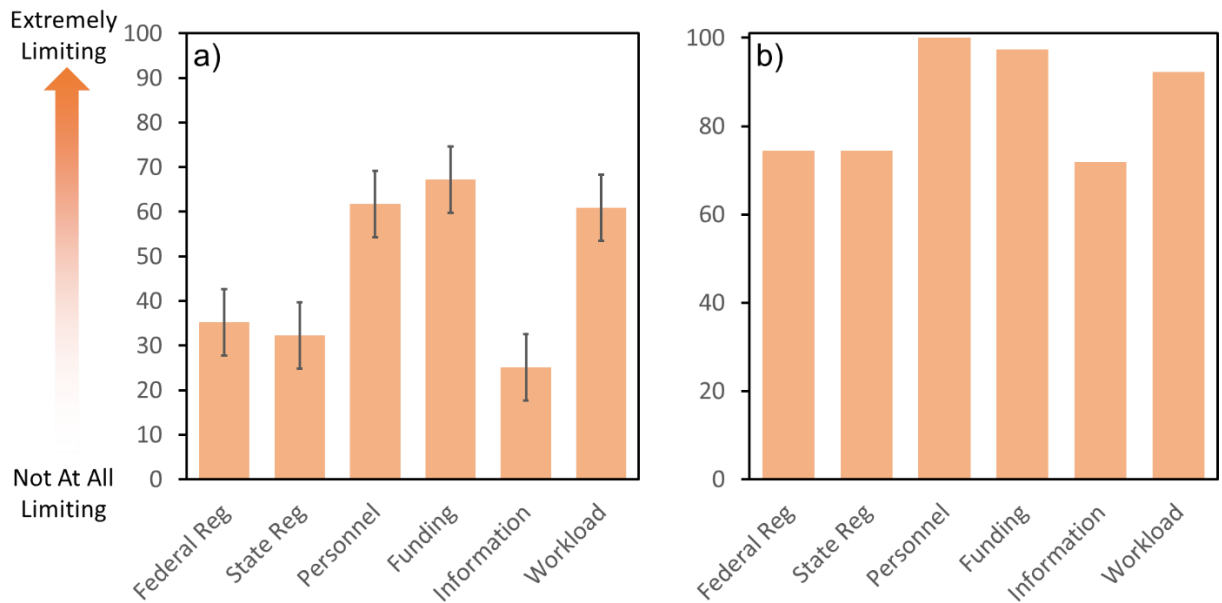 Extremely
Limiting
Not At All
Limiting
a)
100
90
80
70
60
50
40
30
20
10
0
Federal Reg
State Reg
Personnel
Funding
Information
Workload
b)
100
80
60
40
20
0
Federal Reg
State Reg
Personnel
Funding
Information
Workload